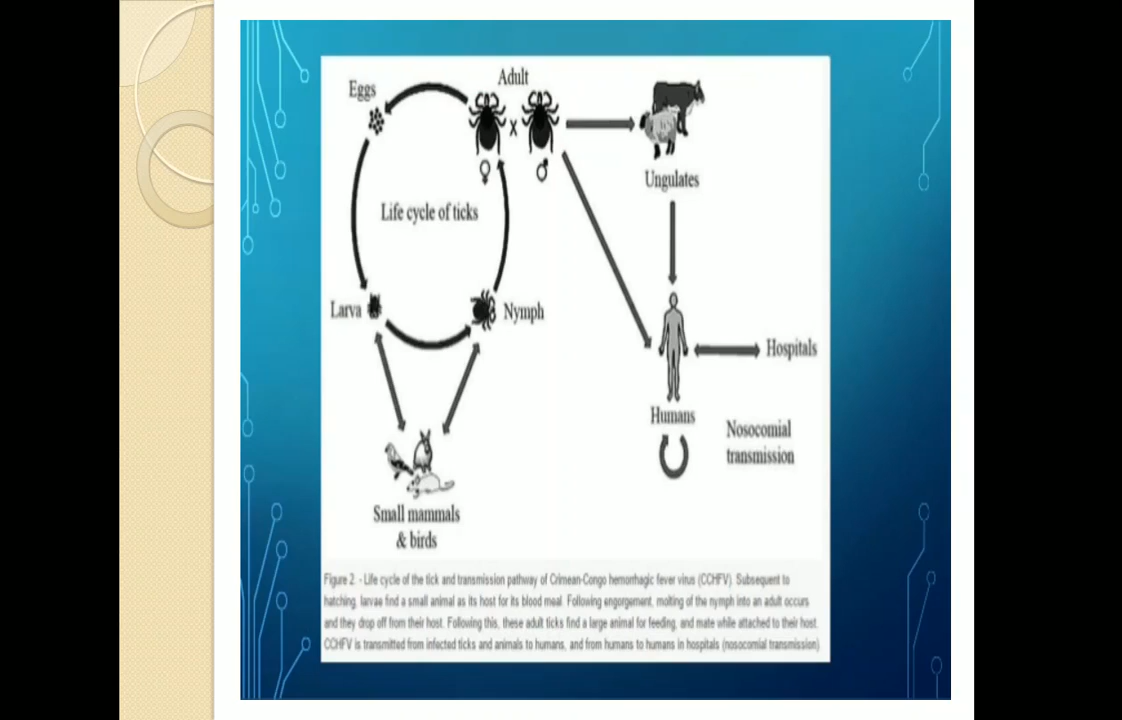 Adult
Eggs
x
♀
♂
Ungulates
Life cycle of ticks
Larva
Nymph
Hospitals
Humans
Nosocomial
transmission
Small mammals
& birds
Figure 2. - Life cycle of the tick and transmission pathway of Crimean-Congo hemorrhagic fever virus (CCHFV). Subsequent to
hatching, larvae find a small animal as its host for its blood meal. Following engorgement, molting of the nymph into an adult occurs
and they drop off from their host. Following this, these adult ticks find a large animal for feeding, and mate while attached to their host.
CCHFV is transmitted from infected ticks and animals to humans, and from humans to humans in hospitals (nosocomial transmission)